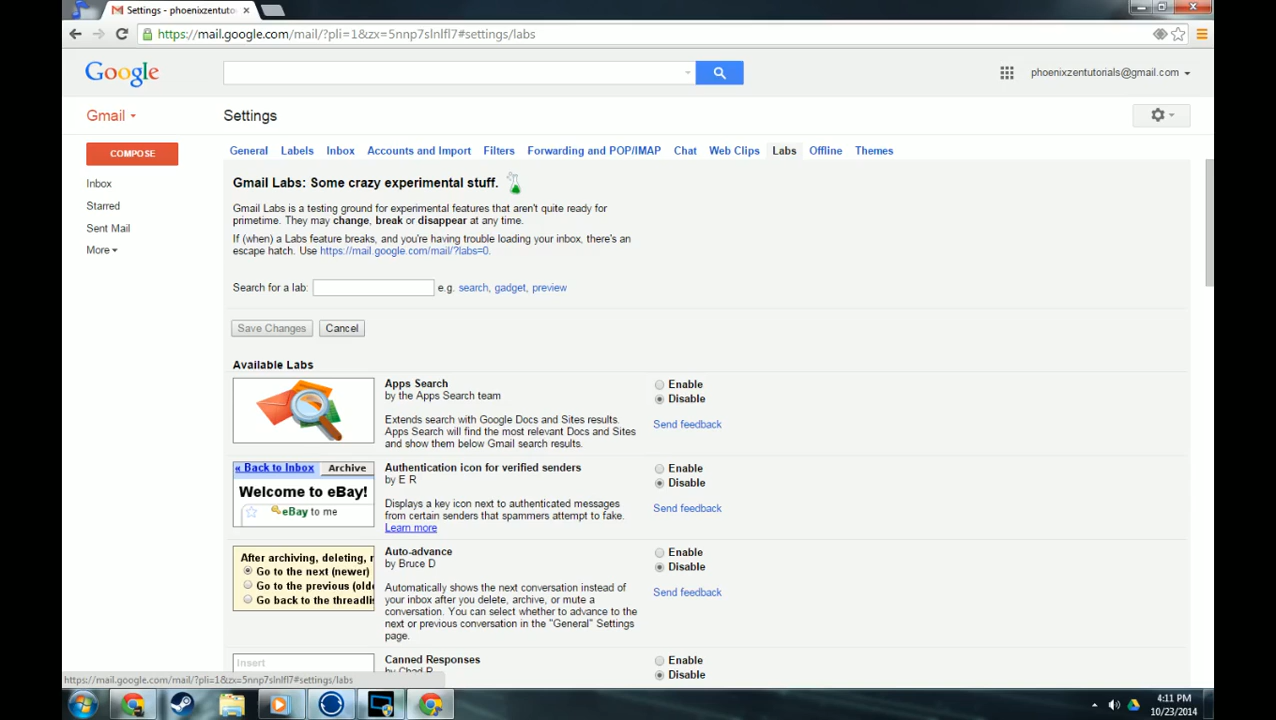 Settings - phoenixzentuto
https://mail.google.com/mail/?pli=1&zx=5nnp7slnlfl7#settings/labs
Google
phoenixzentutorials@gmail.com
Gmail
Settings
COMPOSE
General Labels Inbox Accounts and Import Filters Forwarding and POP/IMAP Chat Web Clips Labs Offline Themes
Inbox
Starred
Sent Mail
More
Gmail Labs: Some crazy experimental stuff.
Gmail Labs is a testing ground for experimental features that aren't quite ready for
primetime. They may change, break or disappear at any time.
If (when) a Labs feature breaks, and you're having trouble loading your inbox, there's an
escape hatch. Use https://mail.google.com/mail/?labs=0.
Search for a lab: e.g. search, gadget, preview
Save Changes Cancel
Available Labs
Apps Search
by the Apps Search team
Extends search with Google Docs and Sites results.
Apps Search will find the most relevant Docs and Sites
and show them below Gmail search results.
Enable
Disable
Send feedback
« Back to Inbox Archive
Welcome to eBay!
eBay to me
Authentication icon for verified senders
by E R
Displays a key icon next to authenticated messages
from certain senders that spammers attempt to fake.
Learn more
Enable
Disable
Send feedback
After archiving, deleting, r
Go to the next (newer)
Go to the previous (olde
Go back to the threadlis
Auto-advance
by Bruce D
Automatically shows the next conversation instead of
your inbox after you delete, archive, or mute a
conversation. You can select whether to advance to the
next or previous conversation in the "General" Settings
page.
Enable
Disable
Send feedback
Insert
Canned Responses
by Chad P
Enable
Disable
https://mail.google.com/mail/?pli=1&zx=5nnp7slnlfl7#settings/labs
4:11 PM
10/23/2014